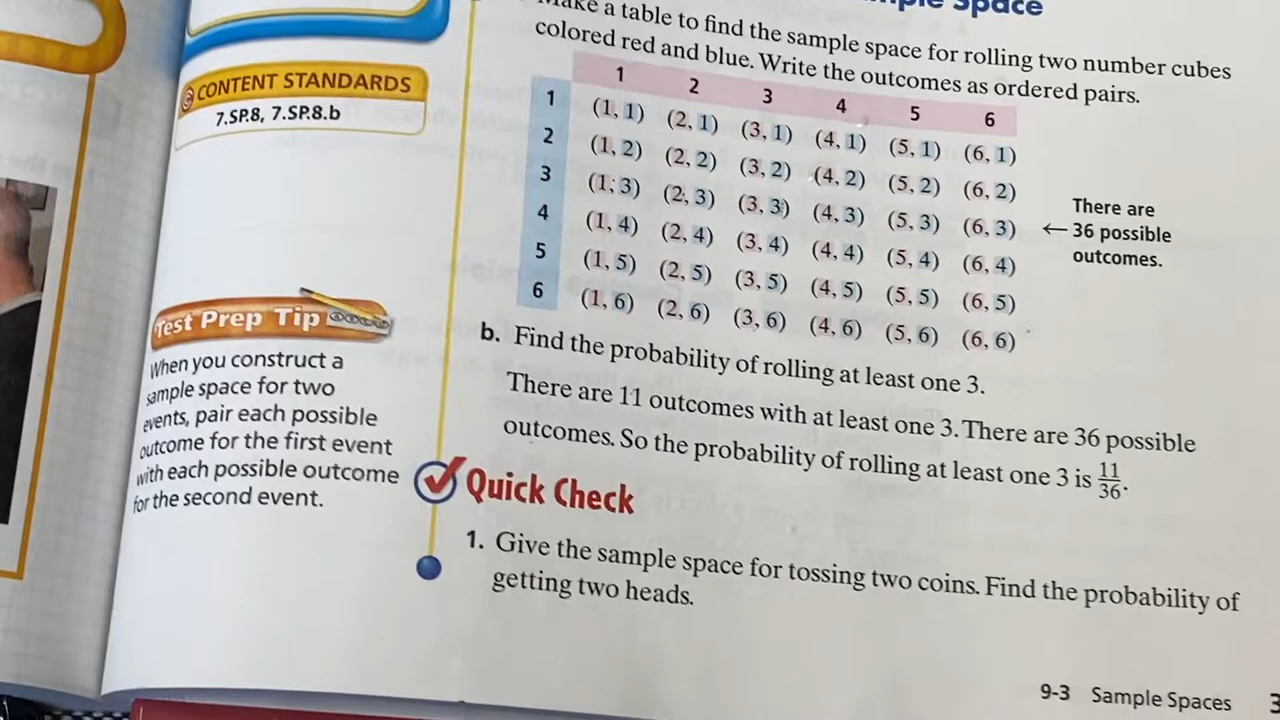 Space
Make a table to find the sample space for rolling two number cubes
colored red and blue. Write the outcomes as ordered pairs.
1 2 3 4 5 6
1 (1, 1) (2, 1) (3, 1) (4, 1) (5, 1) (6, 1)
2 (1, 2) (2, 2) (3, 2) (4, 2) (5, 2) (6, 2)
3 (1, 3) (2, 3) (3, 3) (4, 3) (5, 3) (6, 3)
4 (1, 4) (2, 4) (3, 4) (4, 4) (5, 4) (6, 4)
5 (1, 5) (2, 5) (3, 5) (4, 5) (5, 5) (6, 5)
6 (1, 6) (2, 6) (3, 6) (4, 6) (5, 6) (6, 6)
There are
← 36 possible
outcomes.
b. Find the probability of rolling at least one 3.
There are 11 outcomes with at least one 3. There are 36 possible
outcomes. So the probability of rolling at least one 3 is 11/36.
Quick Check
1. Give the sample space for tossing two coins. Find the probability of
getting two heads.
CONTENT STANDARDS
7.SP.8, 7.SP.8.b
Test Prep Tip
When you construct a
sample space for two
events, pair each possible
outcome for the first event
with each possible outcome
for the second event.
9-3 Sample Spaces